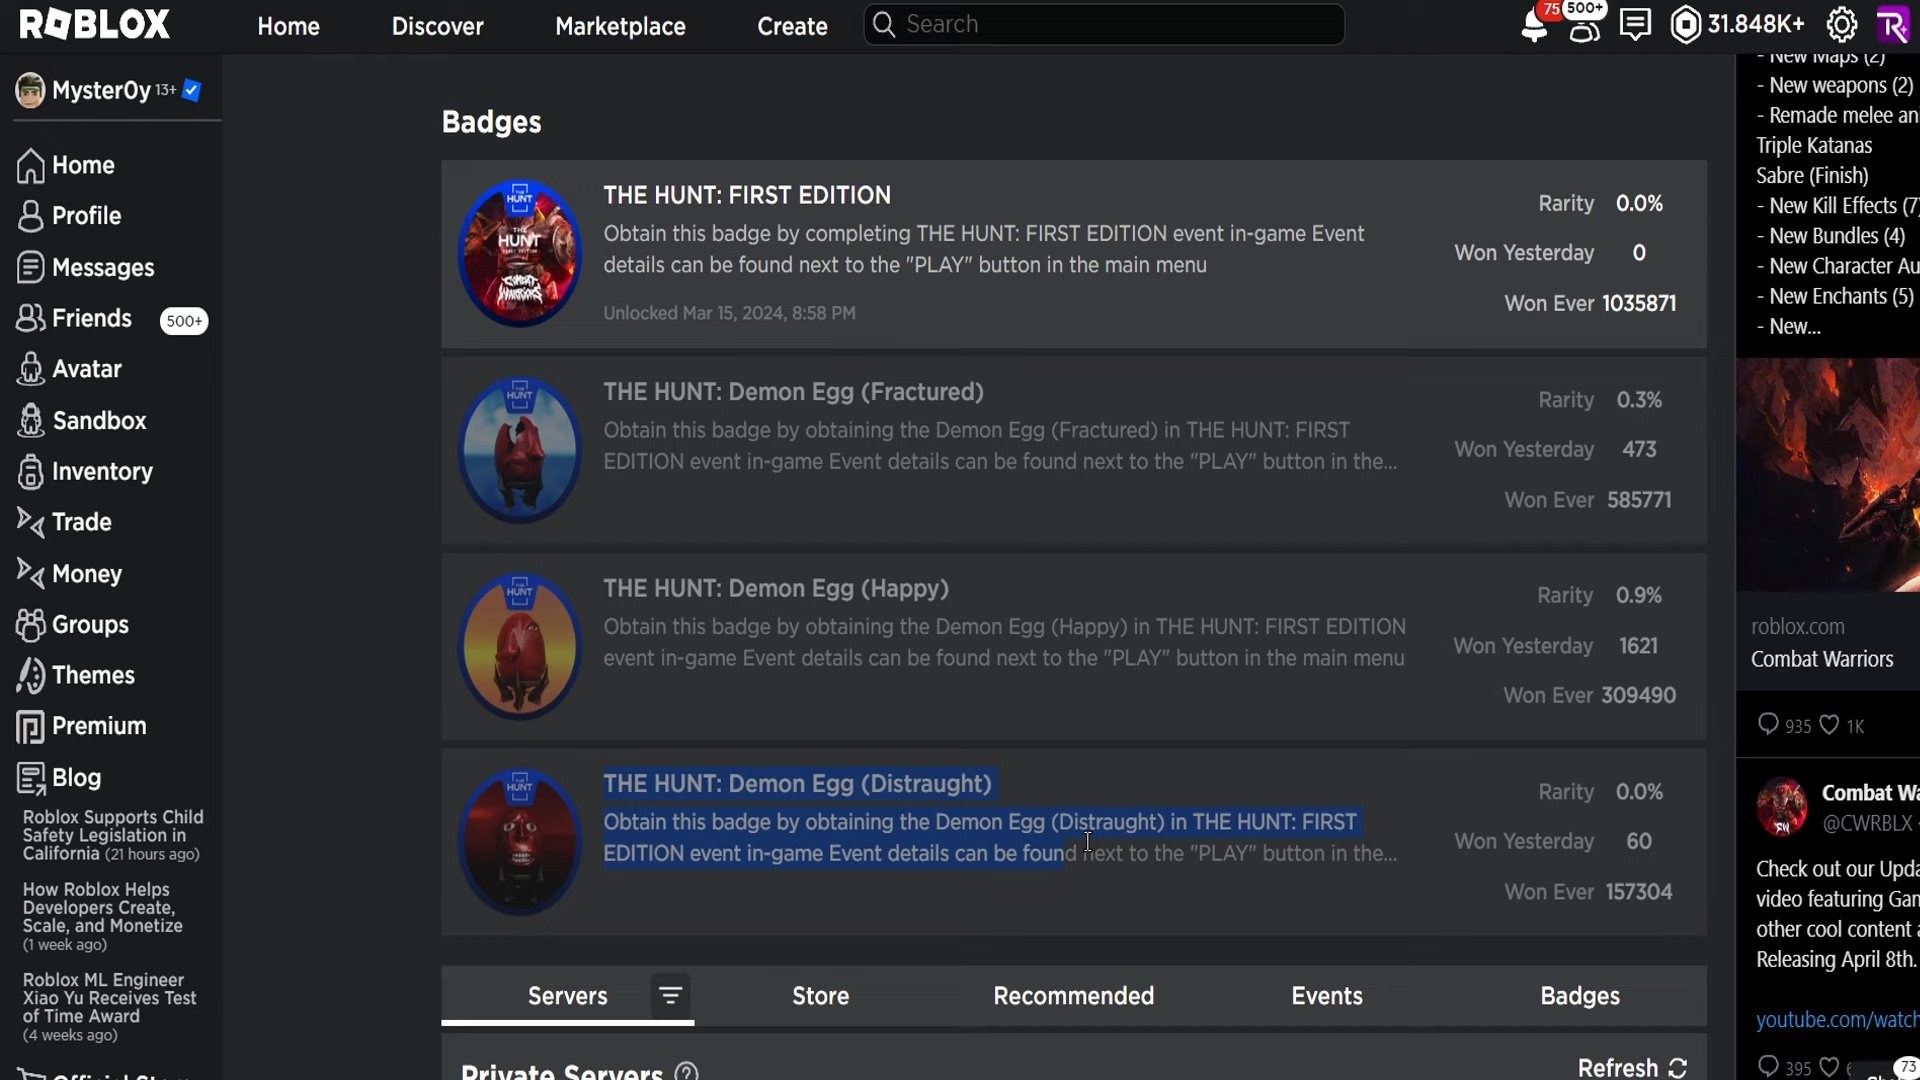 ROBLOX
Home
Discover
Marketplace
Create
Search
75
500+
31.848K+
MysterOy 13+
Home
Profile
Messages
Friends 500+
Avatar
Sandbox
Inventory
Trade
Money
Groups
Themes
Premium
Blog
Roblox Supports Child
Safety Legislation in
California (21 hours ago)
How Roblox Helps
Developers Create,
Scale, and Monetize
(1 week ago)
Roblox ML Engineer
Xiao Yu Receives Test
of Time Award
(4 weeks ago)
Badges
THE HUNT: FIRST EDITION
Obtain this badge by completing THE HUNT: FIRST EDITION event in-game Event
details can be found next to the "PLAY" button in the main menu
Unlocked Mar 15, 2024, 8:58 PM
Rarity 0.0%
Won Yesterday 0
Won Ever 1035871
THE HUNT: Demon Egg (Fractured)
Obtain this badge by obtaining the Demon Egg (Fractured) in THE HUNT: FIRST
EDITION event in-game Event details can be found next to the "PLAY" button in the...
Rarity 0.3%
Won Yesterday 473
Won Ever 585771
THE HUNT: Demon Egg (Happy)
Obtain this badge by obtaining the Demon Egg (Happy) in THE HUNT: FIRST EDITION
event in-game Event details can be found next to the "PLAY" button in the main menu
Rarity 0.9%
Won Yesterday 1621
Won Ever 309490
THE HUNT: Demon Egg (Distraught)
Obtain this badge by obtaining the Demon Egg (Distraught) in THE HUNT: FIRST
EDITION event in-game Event details can be found next to the "PLAY" button in the...
Rarity 0.0%
Won Yesterday 60
Won Ever 157304
Servers
Store
Recommended
Events
Badges
Private Servers
Refresh
- New Maps (2)
- New weapons (2)
- Remade melee an
Triple Katanas
Sabre (Finish)
- New Kill Effects (7
- New Bundles (4)
- New Character Au
- New Enchants (5)
- New...
roblox.com
Combat Warriors
935 1K
Combat Wa
@CWRBLX
Check out our Upda
video featuring Gam
other cool content a
Releasing April 8th.
youtube.com/watch
395
73